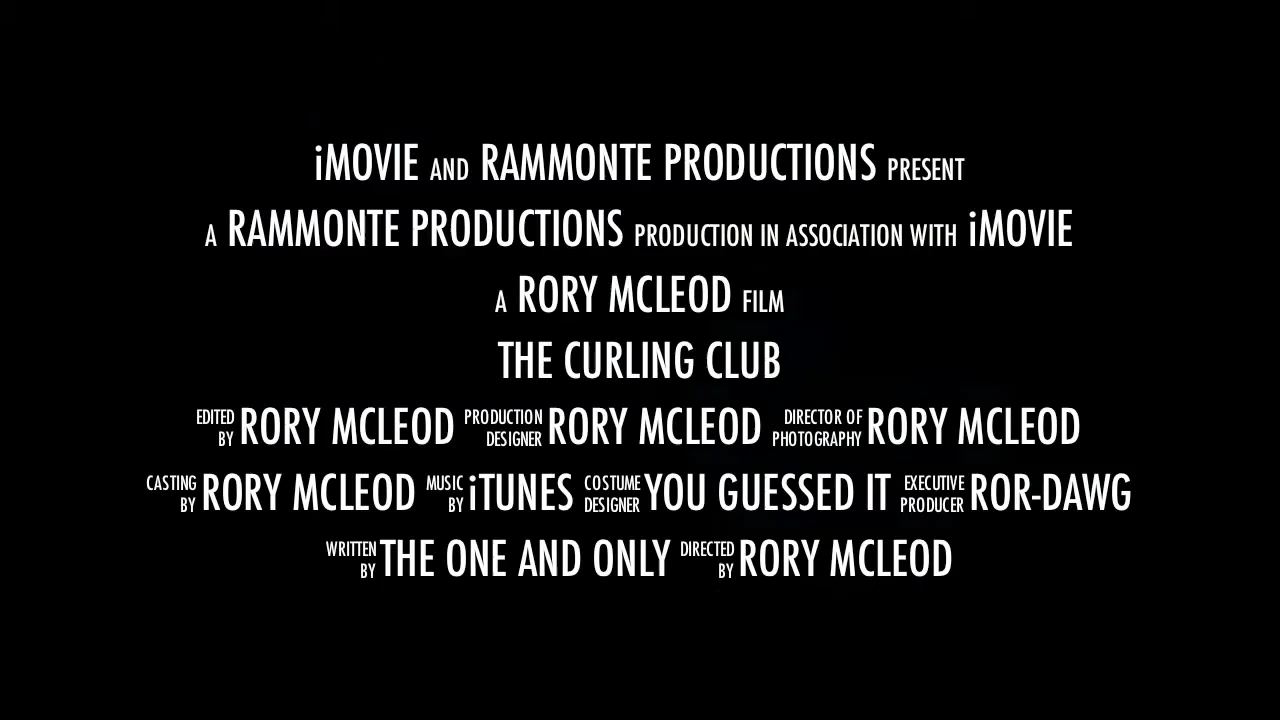 iMOVIE AND RAMMONTE PRODUCTIONS PRESENT
A RAMMONTE PRODUCTIONS PRODUCTION IN ASSOCIATION WITH iMOVIE
A RORY MCLEOD FILM
THE CURLING CLUB
EDITED BY RORY MCLEOD PRODUCTION DESIGNER RORY MCLEOD DIRECTOR OF PHOTOGRAPHY RORY MCLEOD
CASTING BY RORY MCLEOD MUSIC BY iTUNES COSTUME DESIGNER YOU GUESSED IT EXECUTIVE PRODUCER ROR-DAWG
WRITTEN BY THE ONE AND ONLY DIRECTED BY RORY MCLEOD